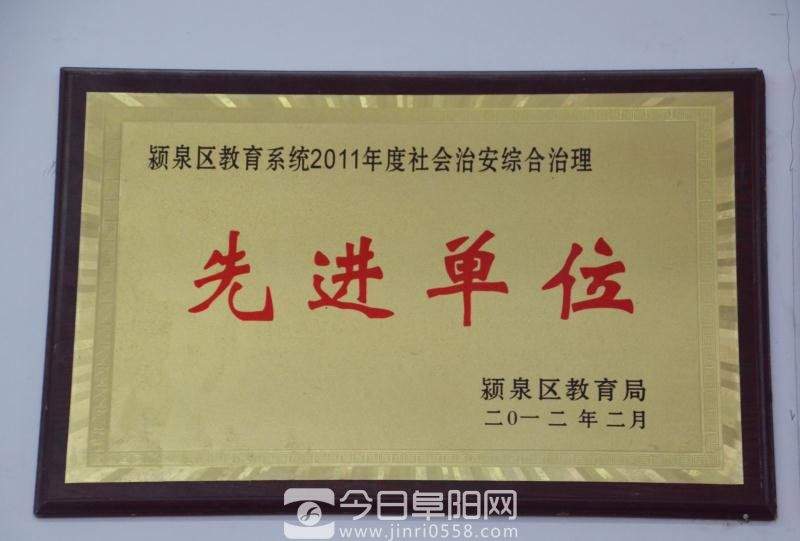 颍泉区教育系统2011年度社会治安综合治理
先进单位
颍泉区教育局
二0一二年二月
今日阜阳网
www.jinri0558.com